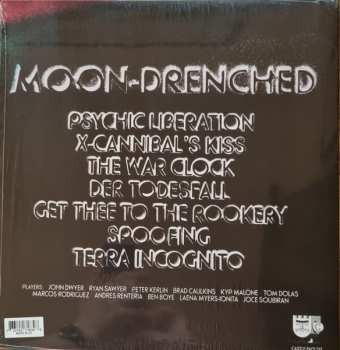 MOON-DRENCHED
PSYCHIC LIBERATION
X-CANNIBAL'S KISS
THE WAR CLOCK
DER TODESFALL
GET THEE TO THE ROOKERY
SPOOFING
TERRA INCOGNITO
PLAYERS: JOHN DWYER RYAN SAWYER PETER KERLIN BRAD CAULKINS KYP MALONE TOM DOLAS
MARCOS RODRIGUEZ ANDRES RENTERIA BEN BOYE LAENA MYERS-IONITA JOCE SOUBIRAN